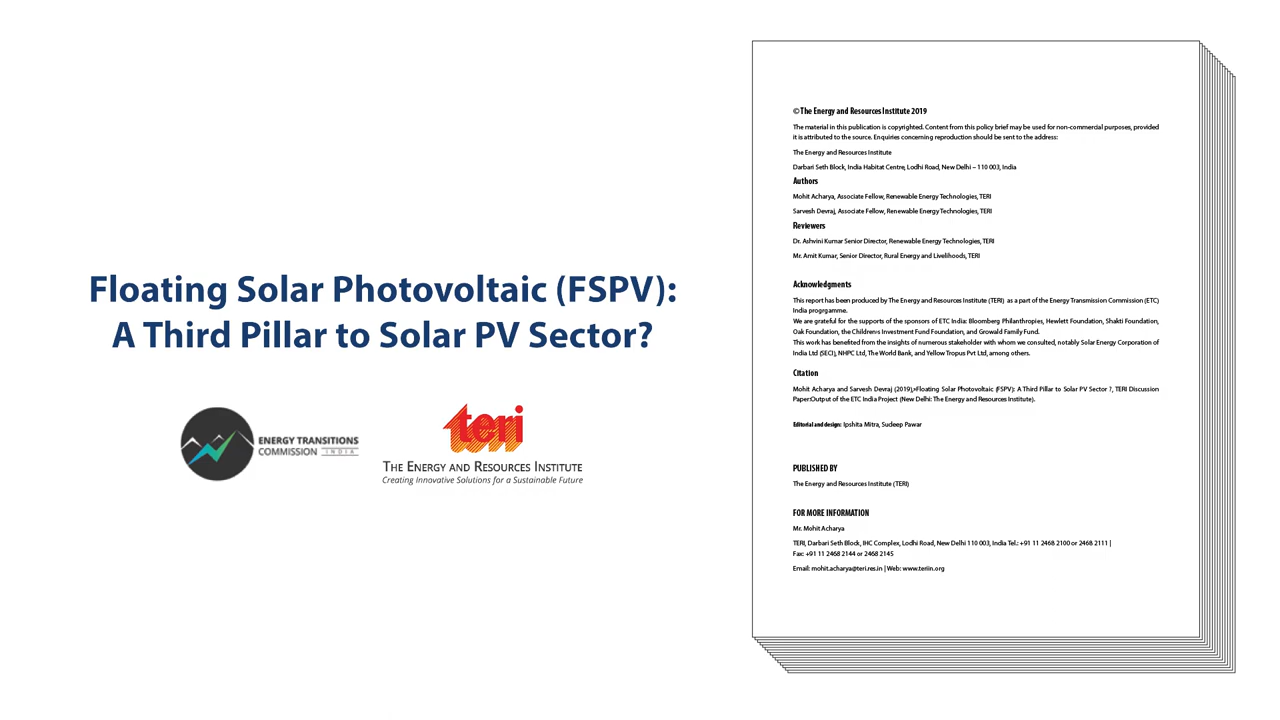 Floating Solar Photovoltaic (FSPV):
A Third Pillar to Solar PV Sector?
ENERGY TRANSITIONS
COMMISSION INDIA
teri
THE ENERGY AND RESOURCES INSTITUTE
Creating Innovative Solutions for a Sustainable Future
©The Energy and Resources Institute 2019
The material in this publication is copyrighted. Content from this policy brief may be used for non-commercial purposes, provided
it is attributed to the source. Enquiries concerning reproduction should be sent to the address:
The Energy and Resources Institute
Darbari Seth Block, India Habitat Centre, Lodhi Road, New Delhi – 110 003, India
Authors
Mohit Acharya, Associate Fellow, Renewable Energy Technologies, TERI
Sarvesh Devraj, Associate Fellow, Renewable Energy Technologies, TERI
Reviewers
Dr. Ashvini Kumar Senior Director, Renewable Energy Technologies, TERI
Mr. Amit Kumar, Senior Director, Rural Energy and Livelihoods, TERI
Acknowledgments
This report has been produced by The Energy and Resources Institute (TERI) as a part of the Energy Transmission Commission (ETC)
India progrpamme.
We are grateful for the supports of the sponsors of ETC India: Bloomberg Philanthropies, Hewlett Foundation, Shakti Foundation,
Oak Foundation, the Children›s Investment Fund Foundation, and Growald Family Fund.
This work has benefited from the insights of numerous stakeholder with whom we consulted, notably Solar Energy Corporation of
India Ltd (SECI), NHPC Ltd, The World Bank, and Yellow Tropus Pvt Ltd, among others.
Citation
Mohit Acharya and Sarvesh Devraj (2019),»Floating Solar Photovoltaic (FSPV): A Third Pillar to Solar PV Sector ?, TERI Discussion
Paper:Output of the ETC India Project (New Delhi: The Energy and Resources Institute).
Editorial and design: Ipshita Mitra, Sudeep Pawar
PUBLISHED BY
The Energy and Resources Institute (TERI)
FOR MORE INFORMATION
Mr. Mohit Acharya
TERI, Darbari Seth Block, IHC Complex, Lodhi Road, New Delhi 110 003, India Tel.: +91 11 2468 2100 or 2468 2111 |
Fax: +91 11 2468 2144 or 2468 2145
Email: mohit.acharya@teri.res.in | Web: www.teriin.org